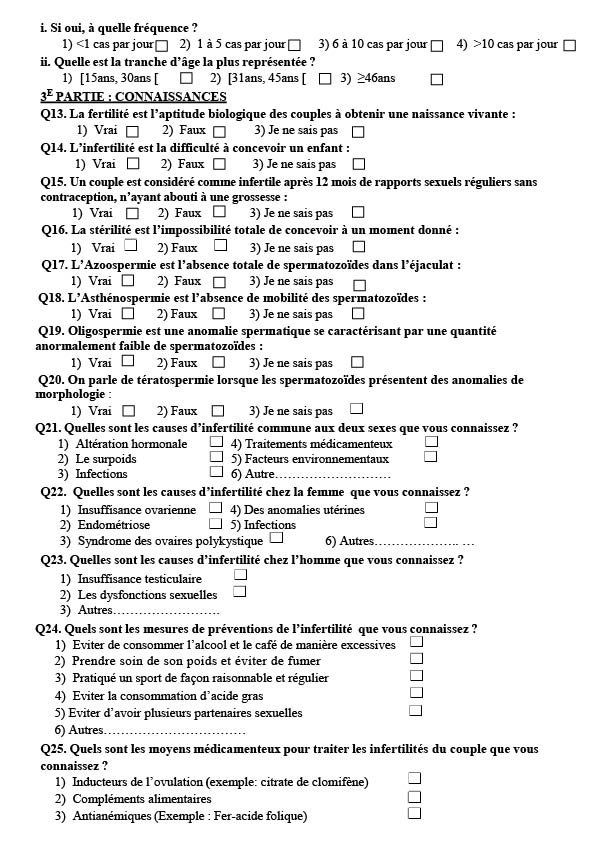 i. Si oui, à quelle fréquence ?
1) <1 cas par jour☐ 2) 1 à 5 cas par jour☐ 3) 6 à 10 cas par jour ☐ 4) >10 cas par jour ☐
ii. Quelle est la tranche d’âge la plus représentée ?
1) [15ans, 30ans [ ☐ 2) [31ans, 45ans [ ☐ 3) ≥46ans ☐
3E PARTIE : CONNAISSANCES
Q13. La fertilité est l’aptitude biologique des couples à obtenir une naissance vivante :
1) Vrai ☐ 2) Faux ☐ 3) Je ne sais pas ☐
Q14. L’infertilité est la difficulté à concevoir un enfant :
1) Vrai ☐ 2) Faux ☐ 3) Je ne sais pas ☐
Q15. Un couple est considéré comme infertile après 12 mois de rapports sexuels réguliers sans
contraception, n’ayant abouti à une grossesse :
1) Vrai ☐ 2) Faux ☐ 3) Je ne sais pas ☐
Q16. La stérilité est l’impossibilité totale de concevoir à un moment donné :
1) Vrai ☐ 2) Faux ☐ 3) Je ne sais pas ☐
Q17. L’Azoospermie est l’absence totale de spermatozoïdes dans l’éjaculat :
1) Vrai ☐ 2) Faux ☐ 3) Je ne sais pas ☐
Q18. L’Asthénospermie est l’absence de mobilité des spermatozoïdes :
1) Vrai ☐ 2) Faux ☐ 3) Je ne sais pas ☐
Q19. Oligospermie est une anomalie spermatique se caractérisant par une quantité
anormalement faible de spermatozoïdes :
1) Vrai ☐ 2) Faux ☐ 3) Je ne sais pas ☐
Q20. On parle de tératospermie lorsque les spermatozoïdes présentent des anomalies de
morphologie :
1) Vrai ☐ 2) Faux ☐ 3) Je ne sais pas ☐
Q21. Quelles sont les causes d’infertilité commune aux deux sexes que vous connaissez ?
1) Altération hormonale ☐ 4) Traitements médicamenteux ☐
2) Le surpoids ☐ 5) Facteurs environnementaux ☐
3) Infections ☐ 6) Autre………………………
Q22. Quelles sont les causes d’infertilité chez la femme que vous connaissez ?
1) Insuffisance ovarienne ☐ 4) Des anomalies utérines ☐
2) Endométriose ☐ 5) Infections ☐
3) Syndrome des ovaires polykystique ☐ 6) Autres……………….. …
Q23. Quelles sont les causes d’infertilité chez l’homme que vous connaissez ?
1) Insuffisance testiculaire ☐
2) Les dysfonctions sexuelles ☐
3) Autres…………………….
Q24. Quels sont les mesures de préventions de l’infertilité que vous connaissez ?
1) Eviter de consommer l’alcool et le café de manière excessives ☐
2) Prendre soin de son poids et éviter de fumer ☐
3) Pratiqué un sport de façon raisonnable et régulier ☐
4) Eviter la consommation d’acide gras ☐
5) Eviter d’avoir plusieurs partenaires sexuelles ☐
6) Autres……………………………
Q25. Quels sont les moyens médicamenteux pour traiter les infertilités du couple que vous
connaissez ?
1) Inducteurs de l’ovulation (exemple: citrate de clomifène) ☐
2) Compléments alimentaires ☐
3) Antianémiques (Exemple : Fer-acide folique) ☐